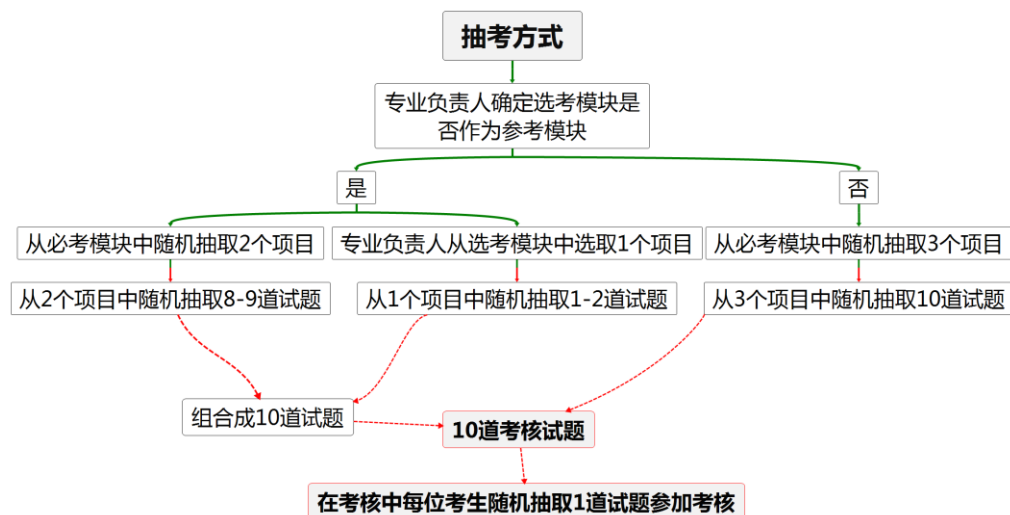 抽考方式
专业负责人确定选考模块是
否作为参考模块
是
否
从必考模块中随机抽取2个项目
专业负责人从选考模块中选取1个项目
从必考模块中随机抽取3个项目
从2个项目中随机抽取8-9道试题
从1个项目中随机抽取1-2道试题
从3个项目中随机抽取10道试题
组合成10道试题
10道考核试题
在考核中每位考生随机抽取1道试题参加考核